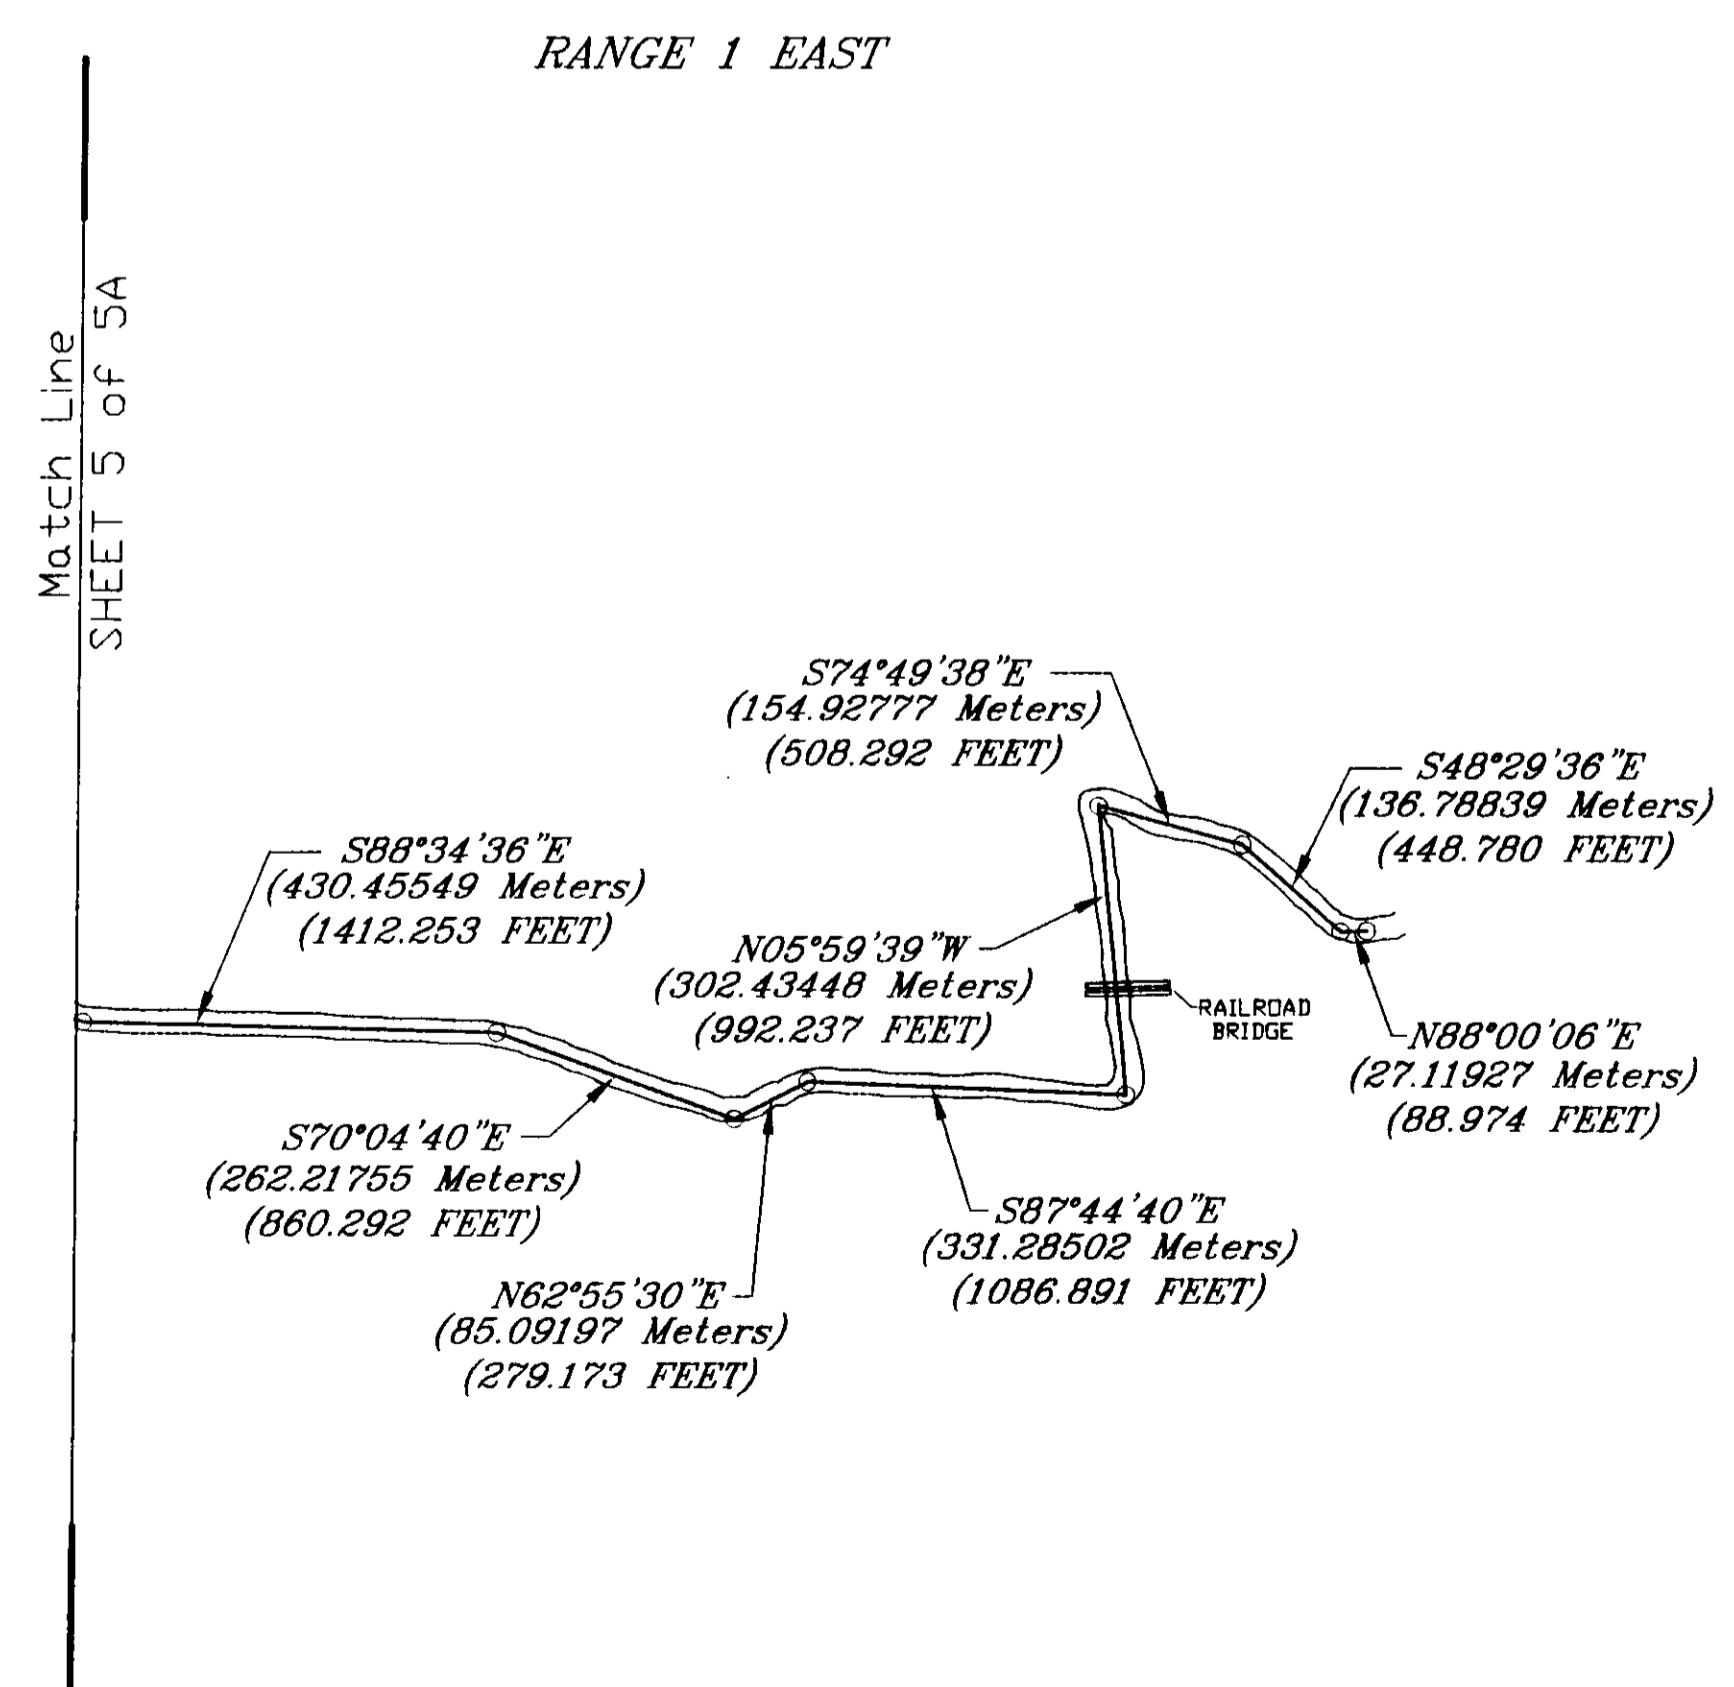 RANGE 1 EAST
Match Line
SHEET 5 of 5A
S74°49'38"E
(154.92777 Meters)
(508.292 FEET)
S48°29'36"E
(136.78839 Meters)
(448.780 FEET)
S88°34'36"E
(430.45549 Meters)
(1412.253 FEET)
N05°59'39"W
(302.43448 Meters)
(992.237 FEET)
RAILROAD
BRIDGE
N88°00'06"E
(27.11927 Meters)
(88.974 FEET)
S70°04'40"E
(262.21755 Meters)
(860.292 FEET)
S87°44'40"E
(331.28502 Meters)
(1086.891 FEET)
N62°55'30"E
(85.09197 Meters)
(279.173 FEET)